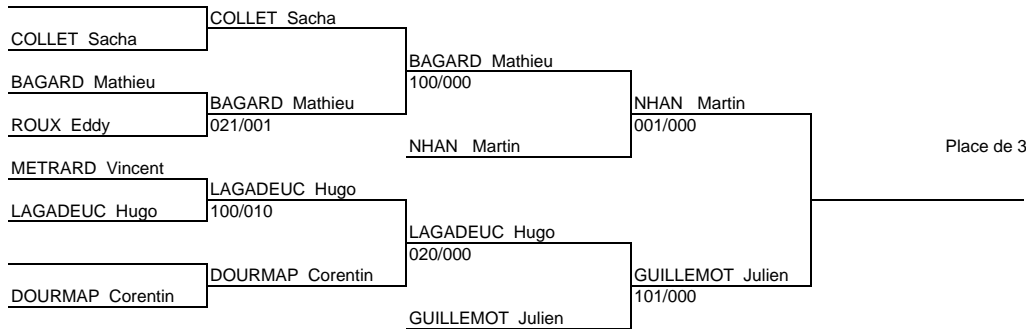 COLLET Sacha
COLLET Sacha
BAGARD Mathieu
100/000
BAGARD Mathieu
BAGARD Mathieu
021/001
NHAN Martin
001/000
ROUX Eddy
NHAN Martin
Place de 3
METRARD Vincent
LAGADEUC Hugo
100/010
LAGADEUC Hugo
LAGADEUC Hugo
020/000
DOURMAP Corentin
GUILLEMOT Julien
101/000
DOURMAP Corentin
GUILLEMOT Julien